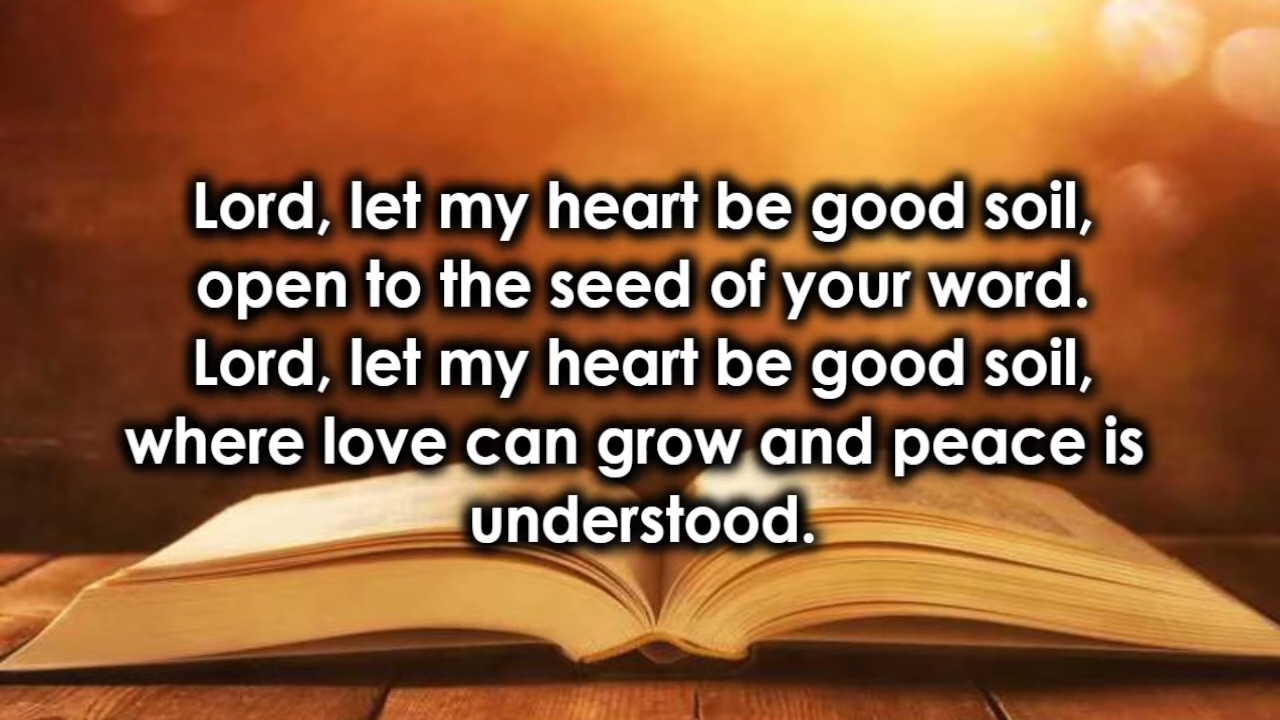 Lord, let my heart be good soil,
open to the seed of your word.
Lord, let my heart be good soil,
where love can grow and peace is
understood.